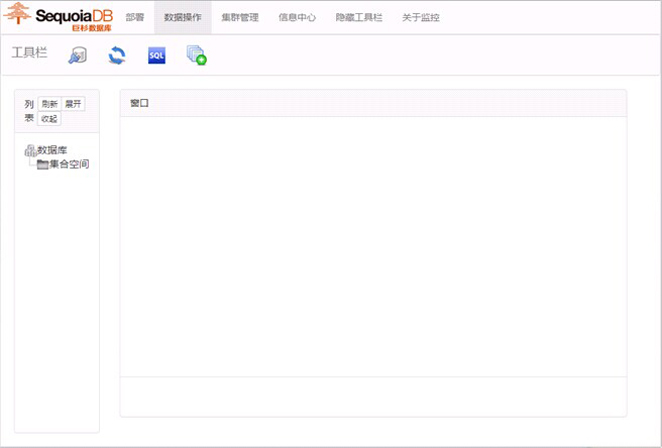 SequoiaDB
巨杉数据库
部署 数据操作 集群管理 信息中心 隐藏工具栏 关于监控
工具栏
SQL
列表 刷新 展开 收起
窗口
数据库
集合空间